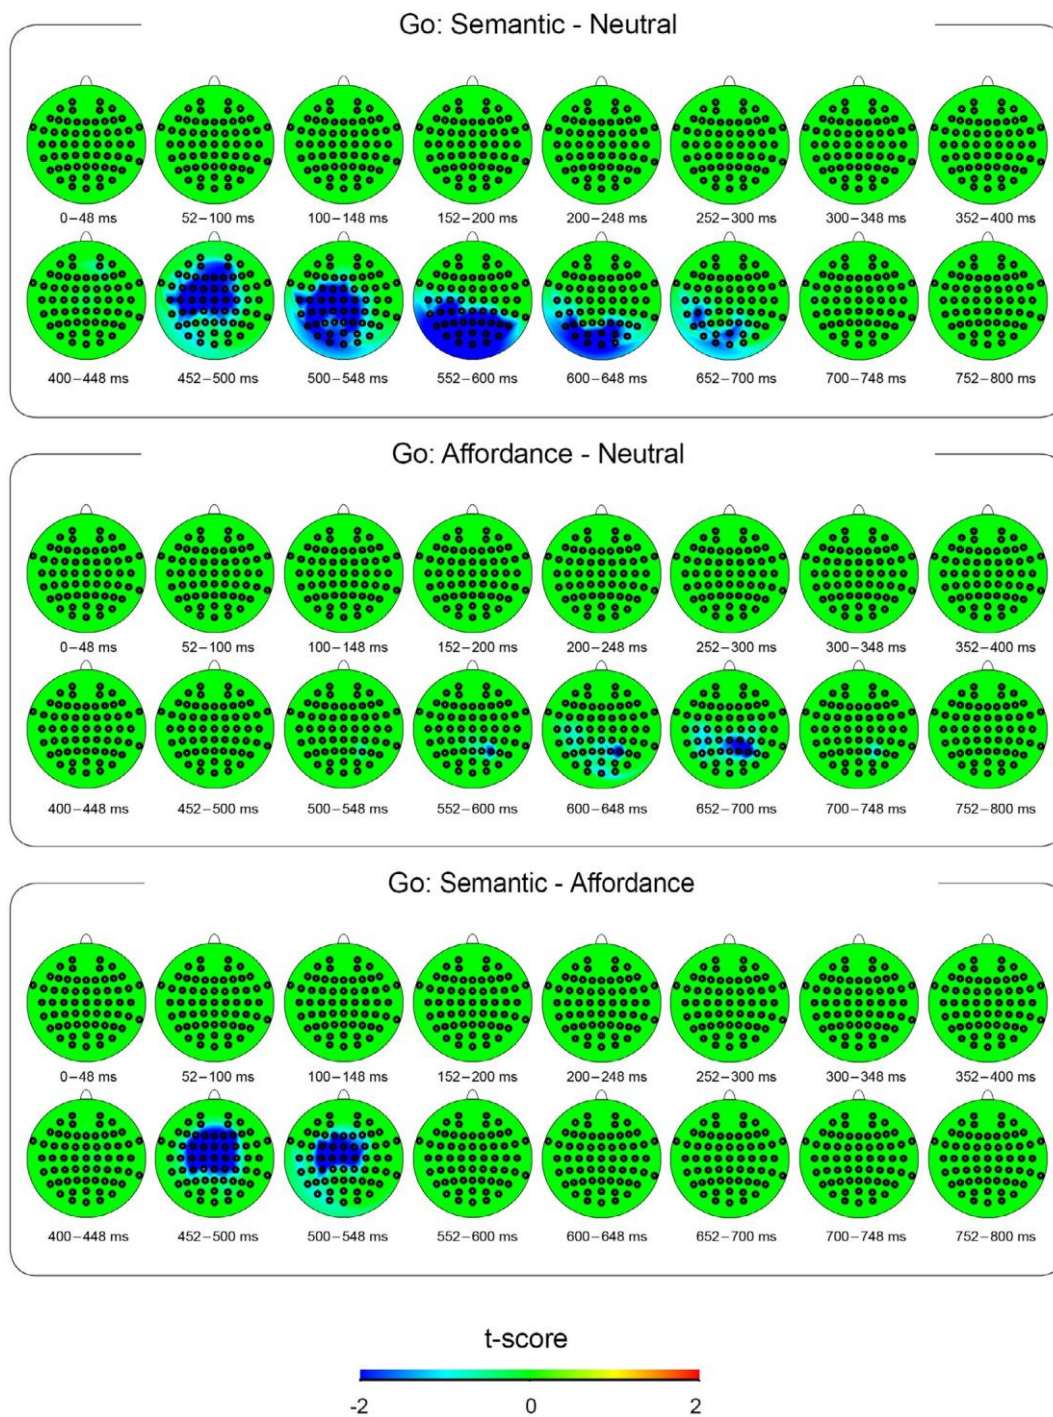 Go: Semantic - Neutral
0–48 ms 52–100 ms 100–148 ms 152–200 ms 200–248 ms 252–300 ms 300–348 ms 352–400 ms
400–448 ms 452–500 ms 500–548 ms 552–600 ms 600–648 ms 652–700 ms 700–748 ms 752–800 ms
Go: Affordance - Neutral
0–48 ms 52–100 ms 100–148 ms 152–200 ms 200–248 ms 252–300 ms 300–348 ms 352–400 ms
400–448 ms 452–500 ms 500–548 ms 552–600 ms 600–648 ms 652–700 ms 700–748 ms 752–800 ms
Go: Semantic - Affordance
0–48 ms 52–100 ms 100–148 ms 152–200 ms 200–248 ms 252–300 ms 300–348 ms 352–400 ms
400–448 ms 452–500 ms 500–548 ms 552–600 ms 600–648 ms 652–700 ms 700–748 ms 752–800 ms
t-score
-2 0 2